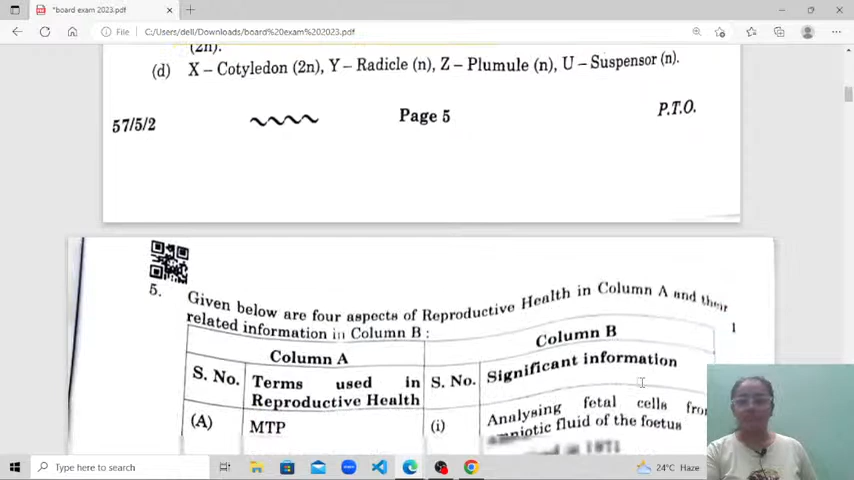 *board exam 2023.pdf
File
C:/Users/dell/Downloads/board%20exam%202023.pdf
(2n).
(d) X – Cotyledon (2n), Y – Radicle (n), Z – Plumule (n), U – Suspensor (n).
57/5/2
Page 5
P.T.O.
5. Given below are four aspects of Reproductive Health in Column A and their
related information in Column B :
1
Column A
Column B
S. No.
Terms used in
Reproductive Health
S. No.
Significant information
(A)
MTP
(i)
Analysing fetal cells from
amniotic fluid of the foetus
in 1971
Type here to search
24°C Haze